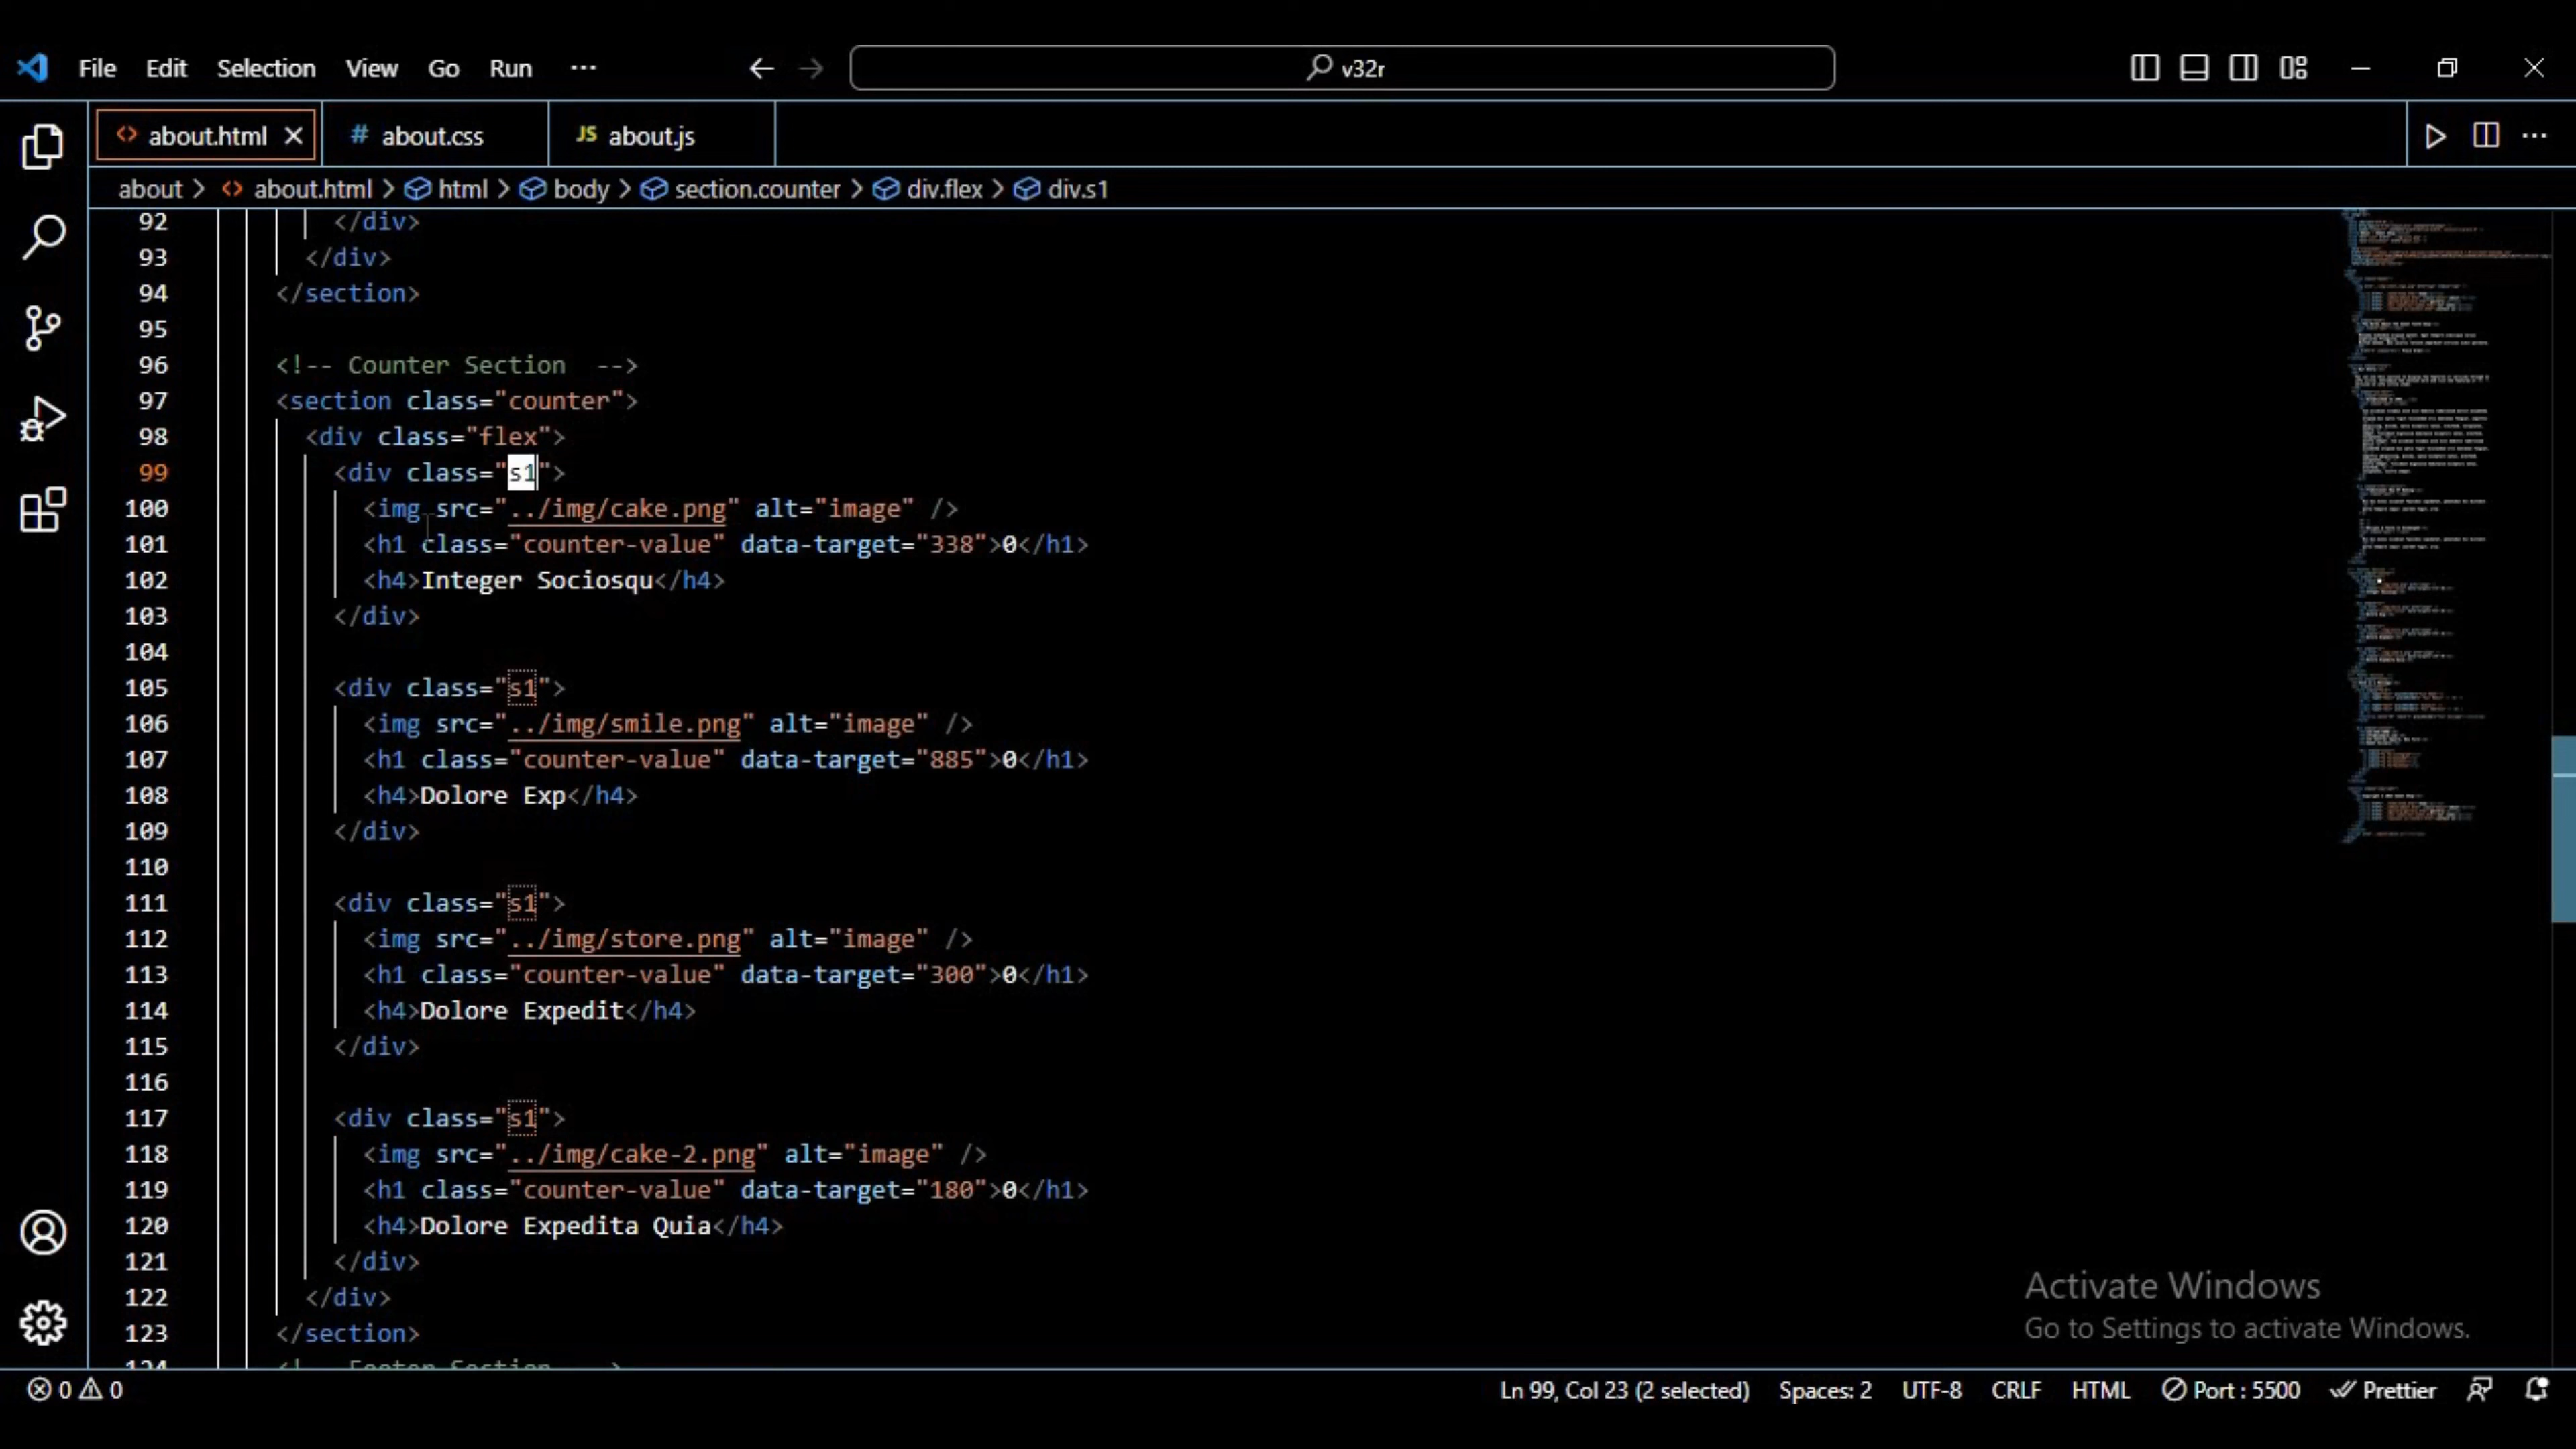 File Edit Selection View Go Run ··· v32r
about.html # about.css JS about.js
about > <> about.html > html > body > section.counter > div.flex > div.s1
92 </div>
93 </div>
94 </section>
95
96 <!-- Counter Section  -->
97 <section class="counter">
98 <div class="flex">
99 <div class="s1">
100 <img src="../img/cake.png" alt="image" />
101 <h1 class="counter-value" data-target="338">0</h1>
102 <h4>Integer Sociosqu</h4>
103 </div>
104
105 <div class="s1">
106 <img src="../img/smile.png" alt="image" />
107 <h1 class="counter-value" data-target="885">0</h1>
108 <h4>Dolore Exp</h4>
109 </div>
110
111 <div class="s1">
112 <img src="../img/store.png" alt="image" />
113 <h1 class="counter-value" data-target="300">0</h1>
114 <h4>Dolore Expedit</h4>
115 </div>
116
117 <div class="s1">
118 <img src="../img/cake-2.png" alt="image" />
119 <h1 class="counter-value" data-target="180">0</h1>
120 <h4>Dolore Expedita Quia</h4>
121 </div>
122 </div>
123 </section>
Activate Windows
Go to Settings to activate Windows.
0 0 Ln 99, Col 23 (2 selected) Spaces: 2 UTF-8 CRLF HTML Port : 5500 Prettier